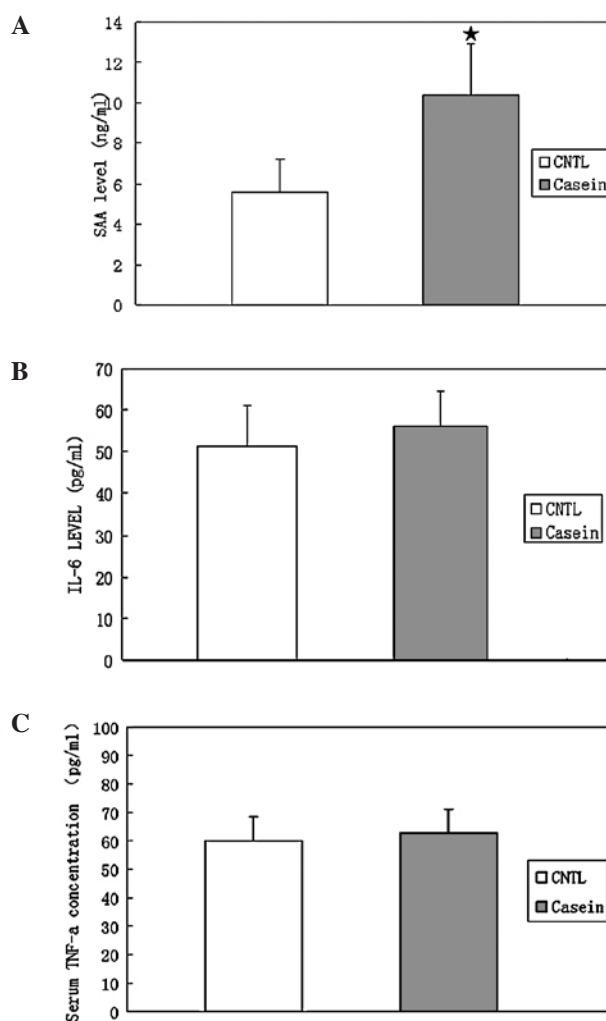 A
14
12
10
8
6
4
2
0
SAA level (ng/ml)
★
CNTL
Casein
B
70
60
50
40
30
20
10
0
IL-6 LEVEL (pg/ml)
CNTL
Casein
C
100
90
80
70
60
50
40
30
20
10
0
Serum TNF-a concentration (pg/ml)
CNTL
Casein